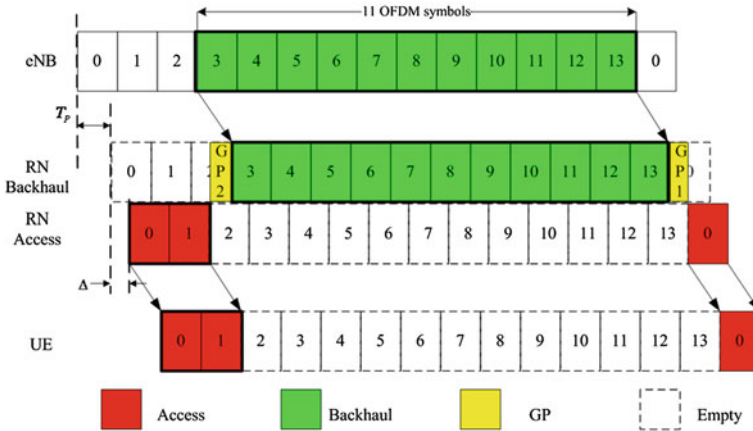 11 OFDM symbols
eNB 0 1 2 3 4 5 6 7 8 9 10 11 12 13 0
T_P
RN Backhaul 0 1 2 GP2 3 4 5 6 7 8 9 10 11 12 13 GP1 0
RN Access 0 1 2 3 4 5 6 7 8 9 10 11 12 13 0
Δ
UE 0 1 2 3 4 5 6 7 8 9 10 11 12 13 0
Access Backhaul GP Empty